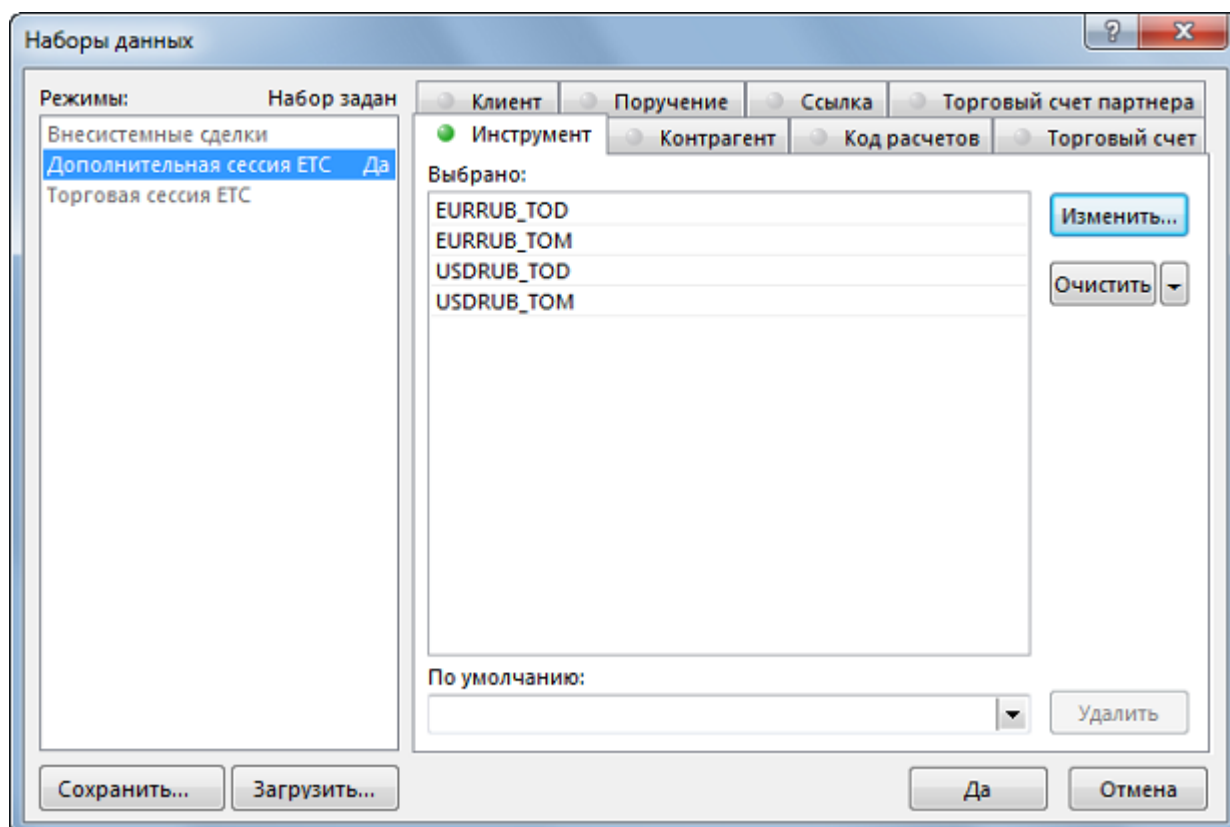 Наборы данных
Режимы: Набор задан
Внесистемные сделки
Дополнительная сессия ETC Да
Торговая сессия ETC
Клиент Поручение Ссылка Торговый счет партнера
Инструмент Контрагент Код расчетов Торговый счет
Выбрано:
EURRUB_TOD
EURRUB_TOM
USDRUB_TOD
USDRUB_TOM
Изменить...
Очистить
По умолчанию:
Удалить
Сохранить... Загрузить... Да Отмена